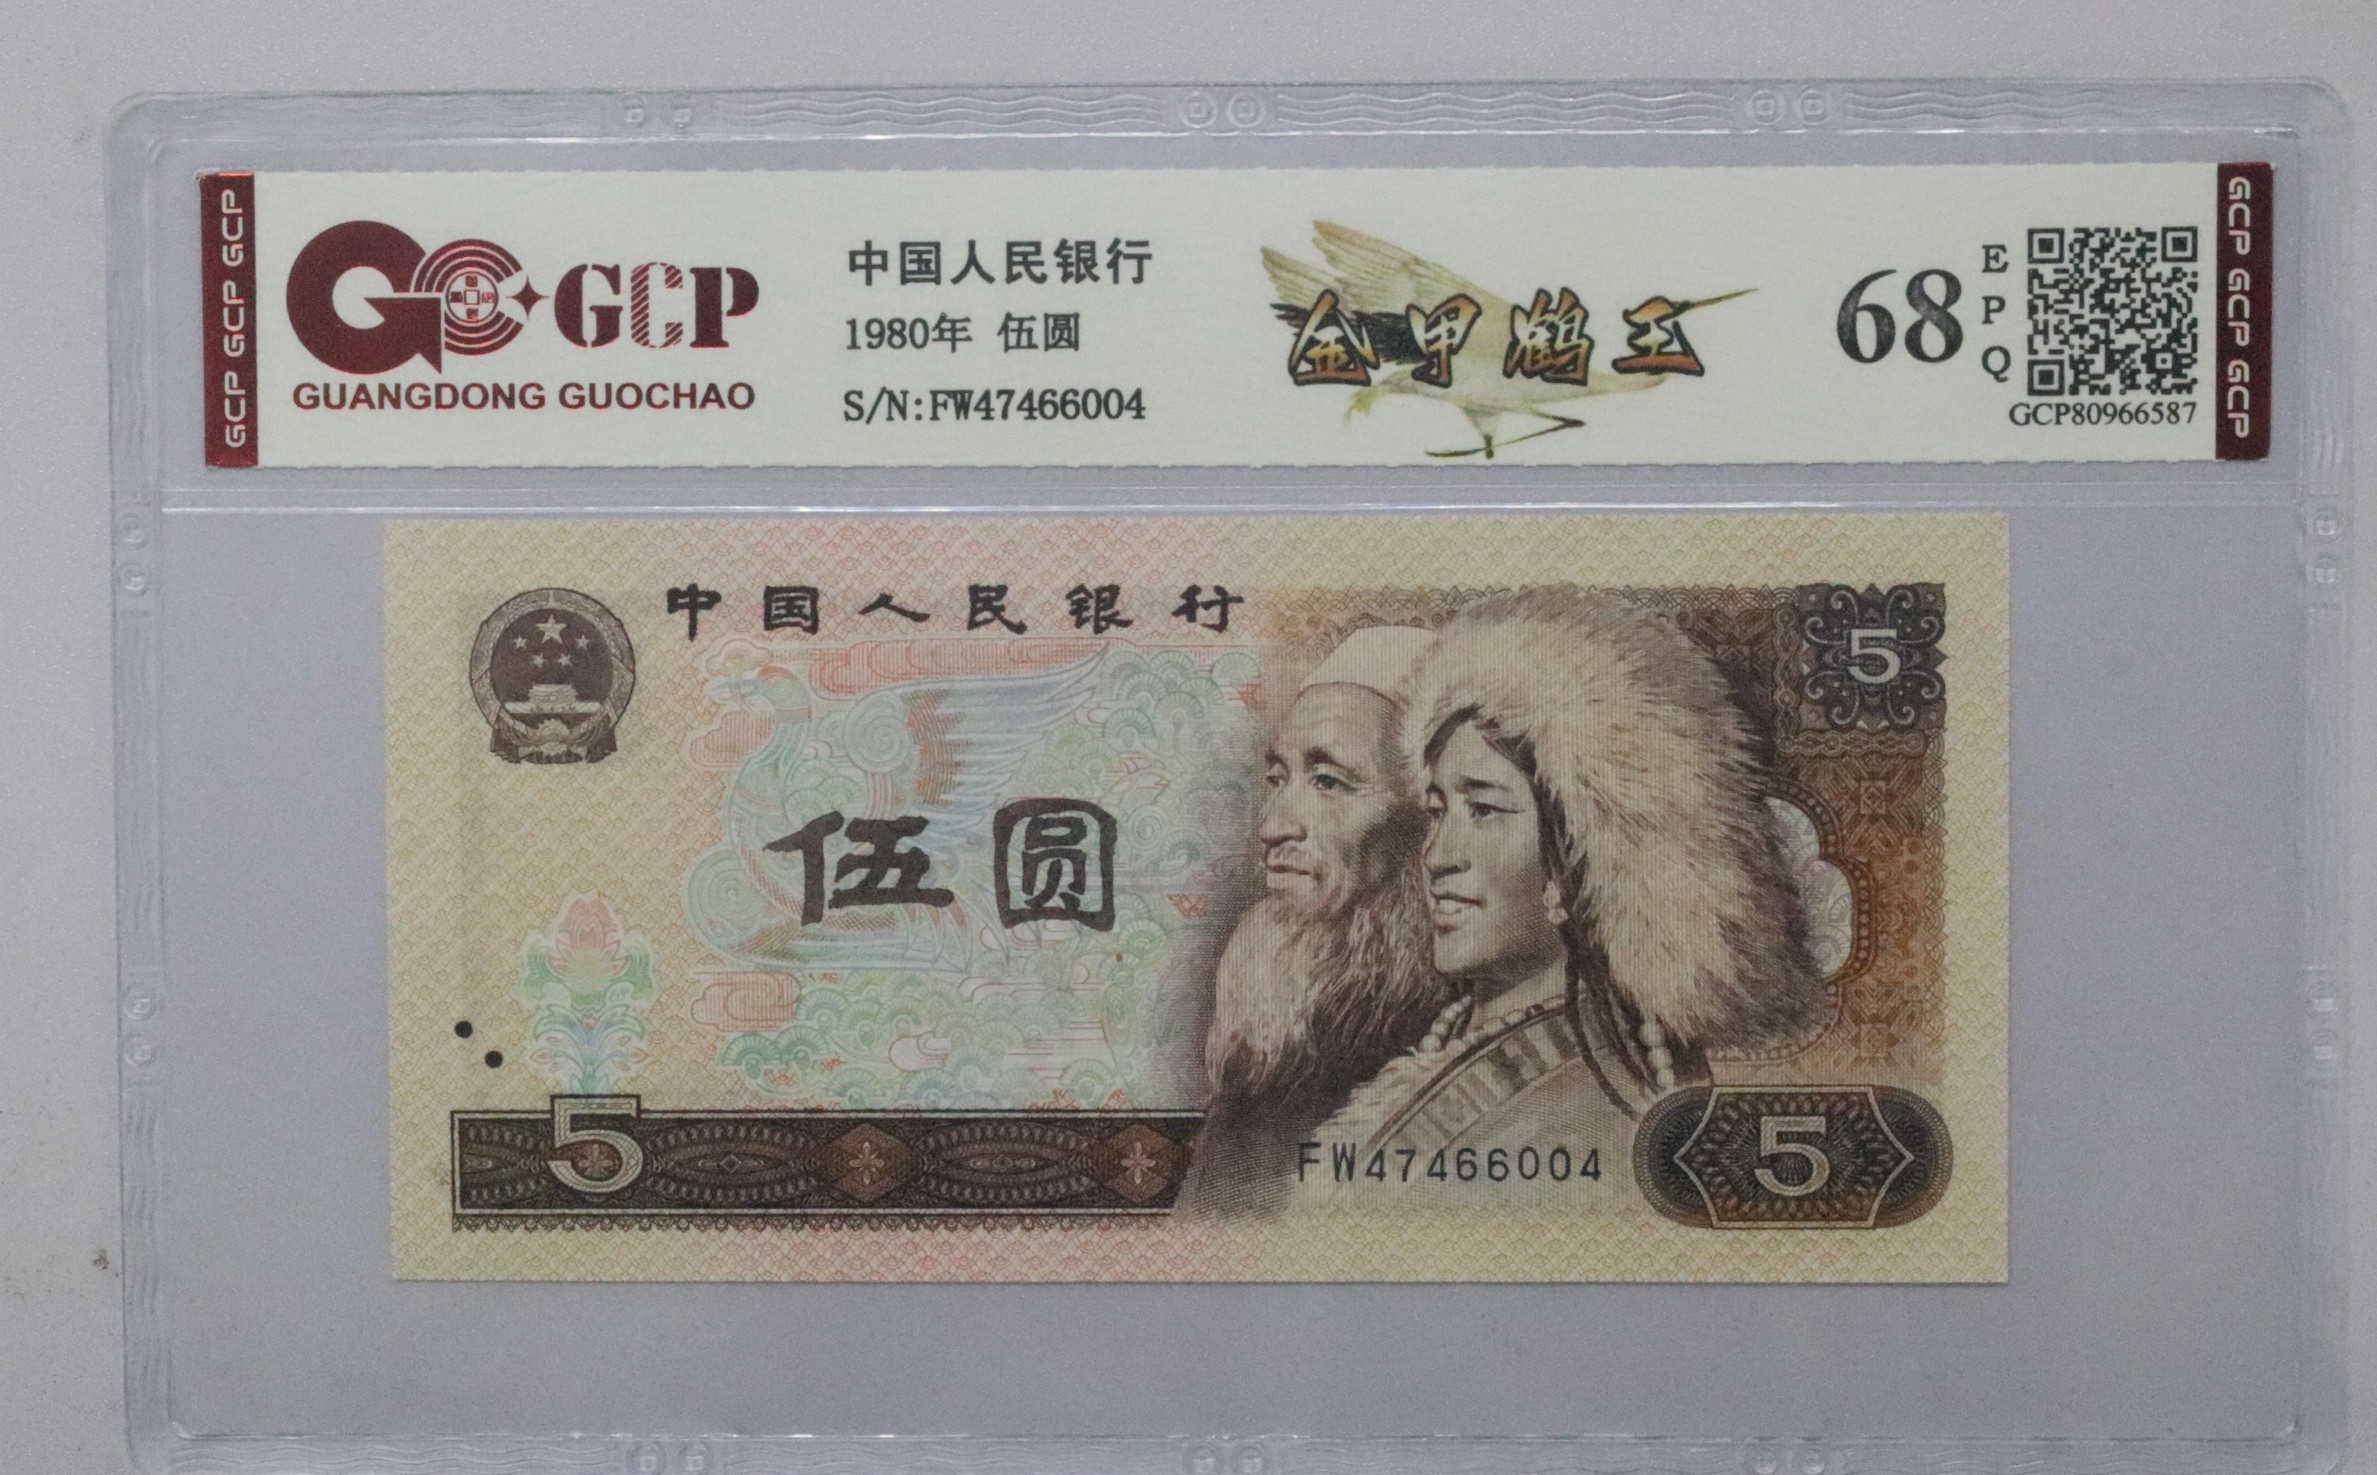 GCP GCP GCP
GCP
GUANGDONG GUOCHAO
中国人民银行
1980年 伍圆
S/N:FW47466004
金甲鹤王
68
EPQ
GCP80966587
GCP GCP GCP
中国人民银行
5
伍圆
5
FW47466004
5